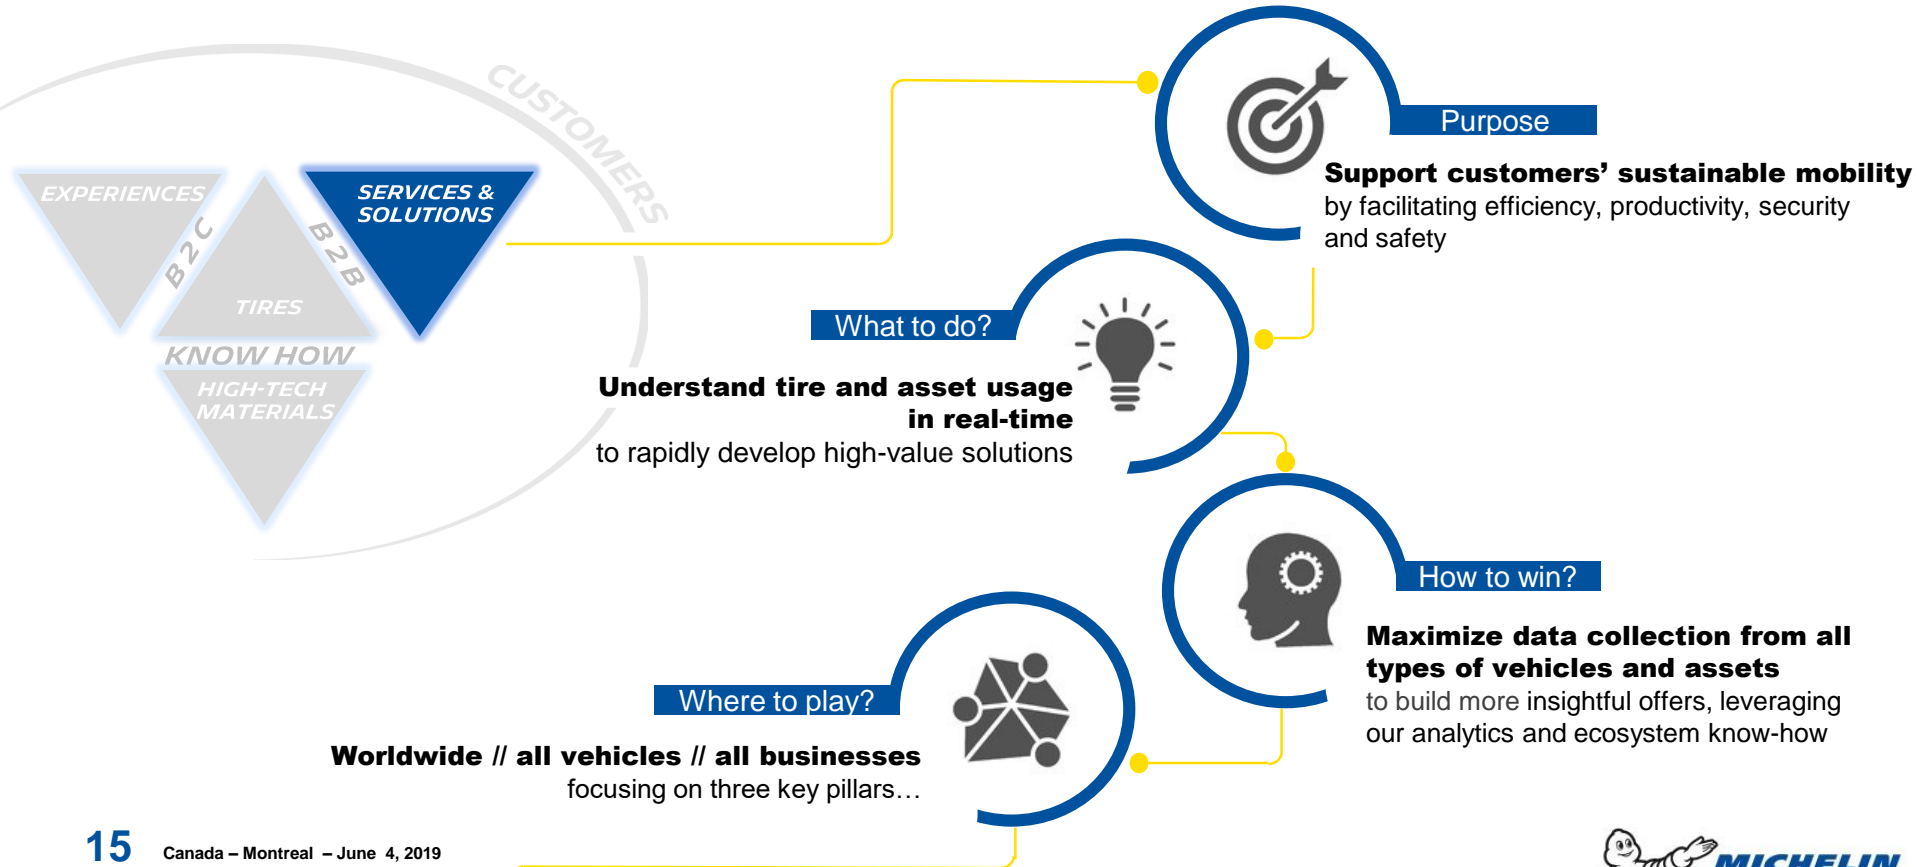 CUSTOMERS
EXPERIENCES
B2C
TIRES
B2B
SERVICES &
SOLUTIONS
KNOW HOW
HIGH-TECH
MATERIALS
Purpose
Support customers’ sustainable mobility
by facilitating efficiency, productivity, security
and safety
What to do?
Understand tire and asset usage
in real-time
to rapidly develop high-value solutions
How to win?
Maximize data collection from all
types of vehicles and assets
to build more insightful offers, leveraging
our analytics and ecosystem know-how
Where to play?
Worldwide // all vehicles // all businesses
focusing on three key pillars…
15 Canada – Montreal – June 4, 2019
MICHELIN